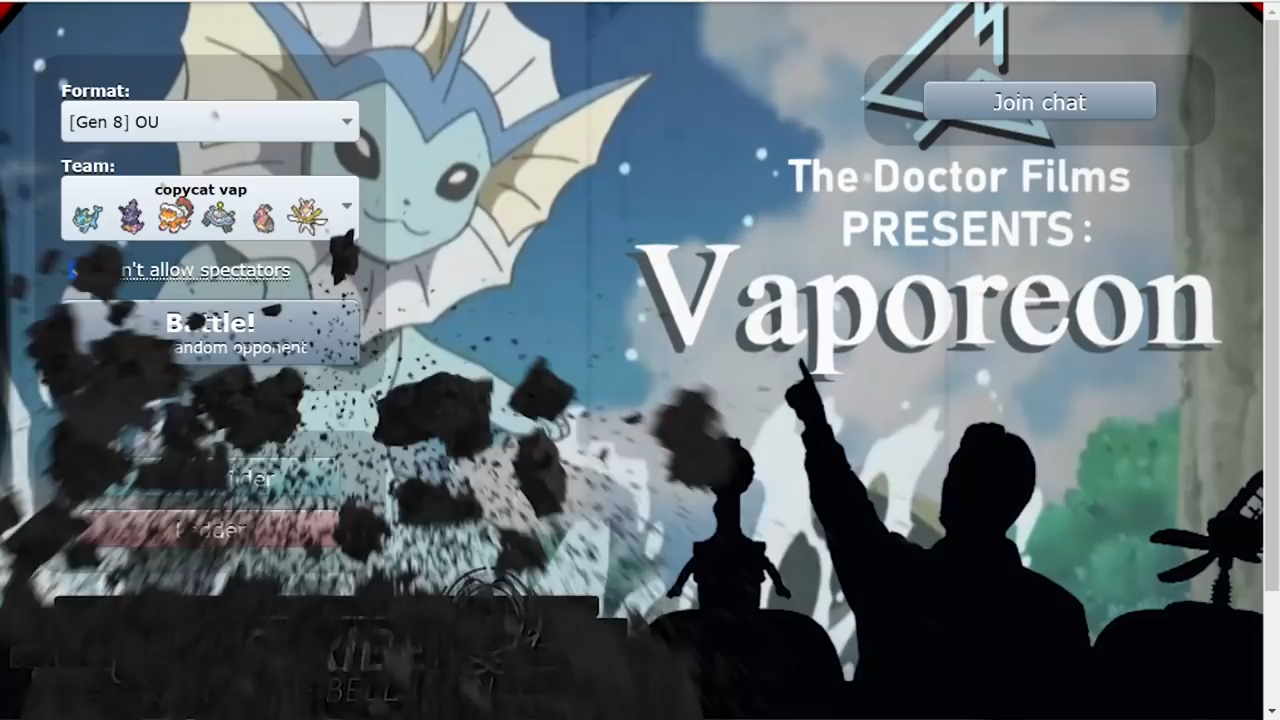 Format:
[Gen 8] OU
Team:
copycat vap
n't allow spectators
Battle!
andom opponent
Ladder
Join chat
The Doctor Films
PRESENTS:
Vaporeon